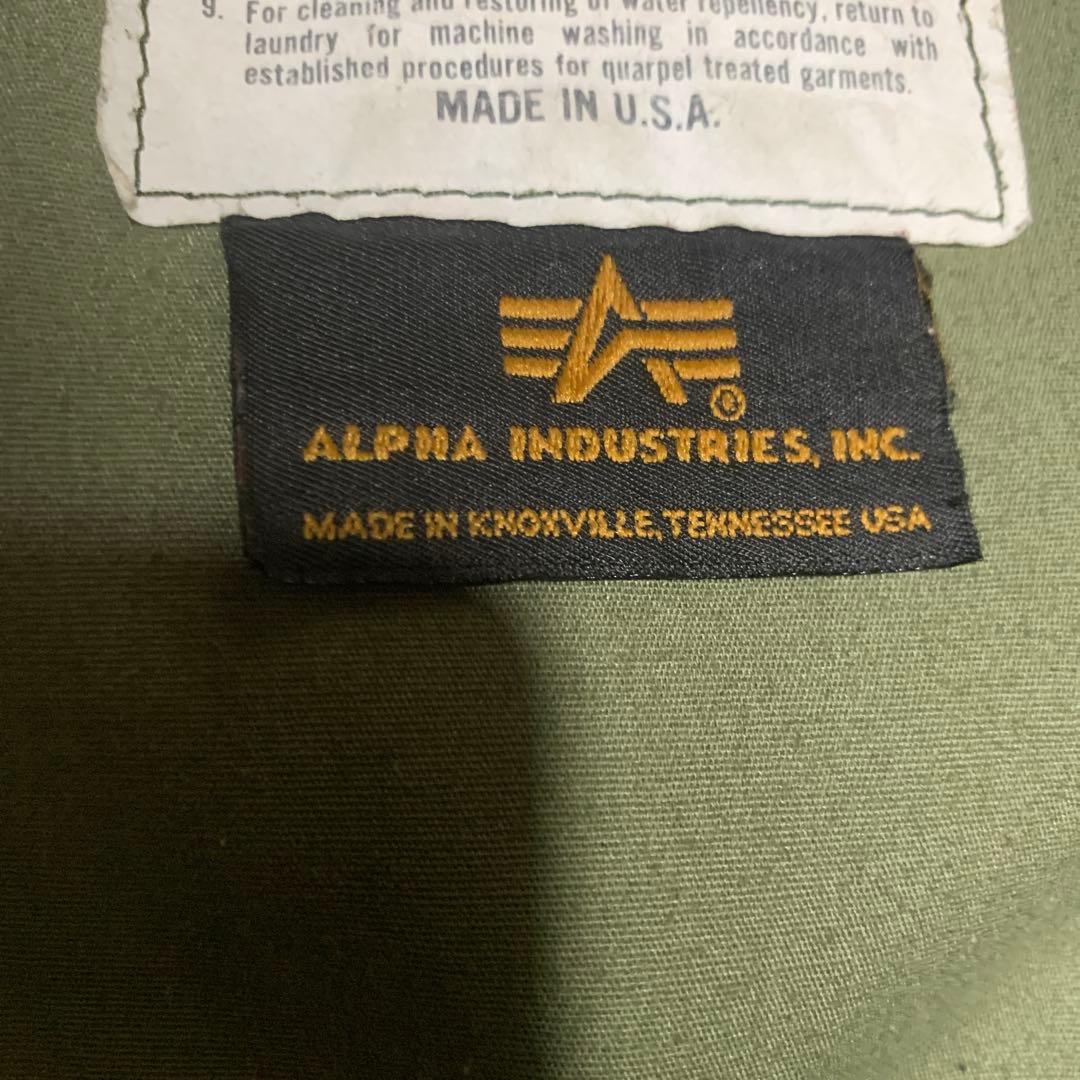 9. For cleaning and restoring of water repellency, return to
laundry for machine washing in accordance with
established procedures for quarpel treated garments.
MADE IN U.S.A.
®
ALPHA INDUSTRIES, INC.
MADE IN KNOXVILLE, TENNESSEE USA